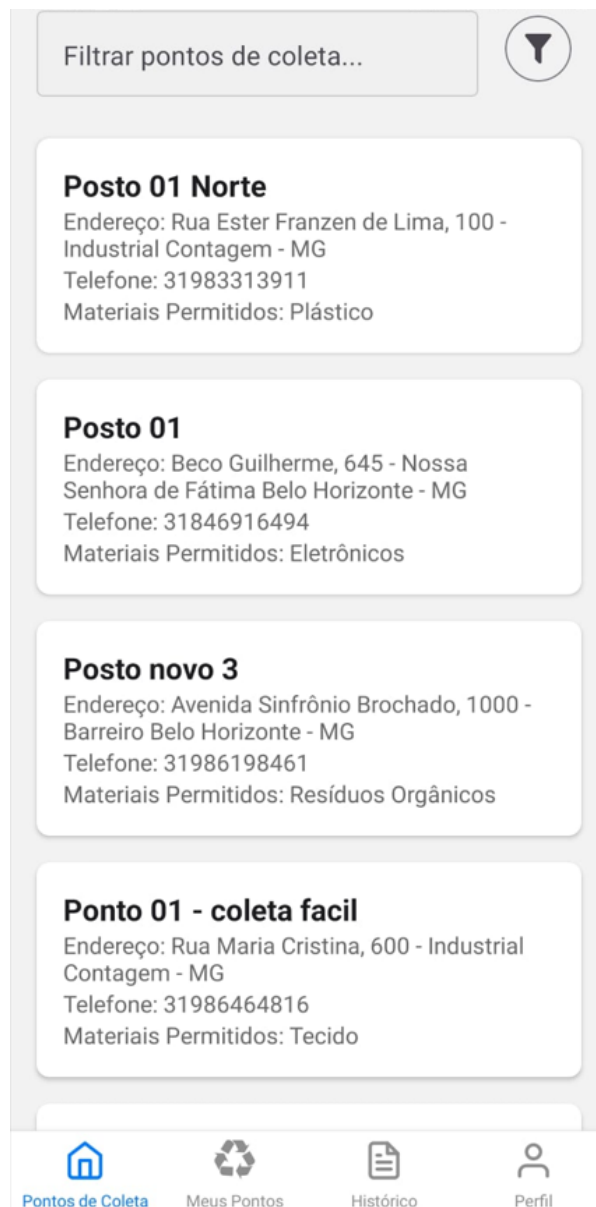 Filtrar pontos de coleta...
Posto 01 Norte
Endereço: Rua Ester Franzen de Lima, 100 -
Industrial Contagem - MG
Telefone: 31983313911
Materiais Permitidos: Plástico
Posto 01
Endereço: Beco Guilherme, 645 - Nossa
Senhora de Fátima Belo Horizonte - MG
Telefone: 31846916494
Materiais Permitidos: Eletrônicos
Posto novo 3
Endereço: Avenida Sinfrônio Brochado, 1000 -
Barreiro Belo Horizonte - MG
Telefone: 31986198461
Materiais Permitidos: Resíduos Orgânicos
Ponto 01 - coleta facil
Endereço: Rua Maria Cristina, 600 - Industrial
Contagem - MG
Telefone: 31986464816
Materiais Permitidos: Tecido
Pontos de Coleta Meus Pontos Histórico Perfil